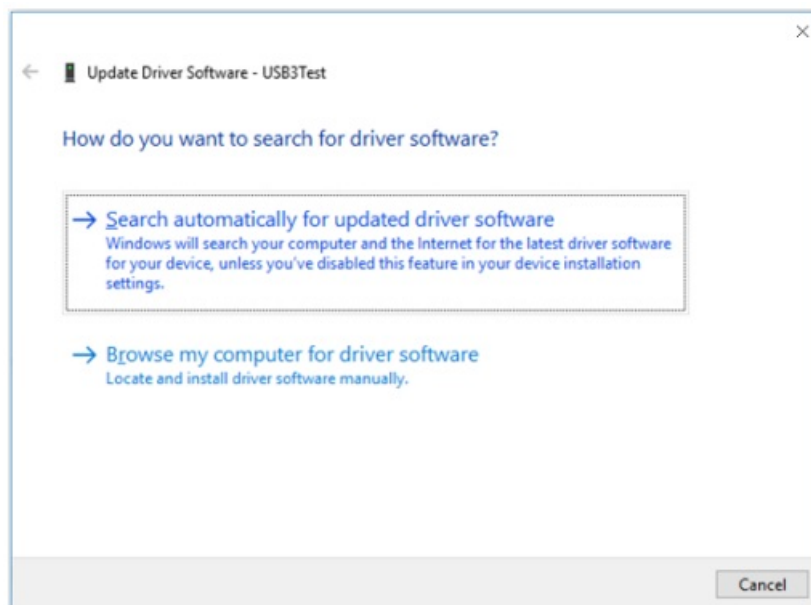 Update Driver Software - USB3Test
How do you want to search for driver software?
Search automatically for updated driver software
Windows will search your computer and the Internet for the latest driver software
for your device, unless you've disabled this feature in your device installation
settings.
Browse my computer for driver software
Locate and install driver software manually.
Cancel